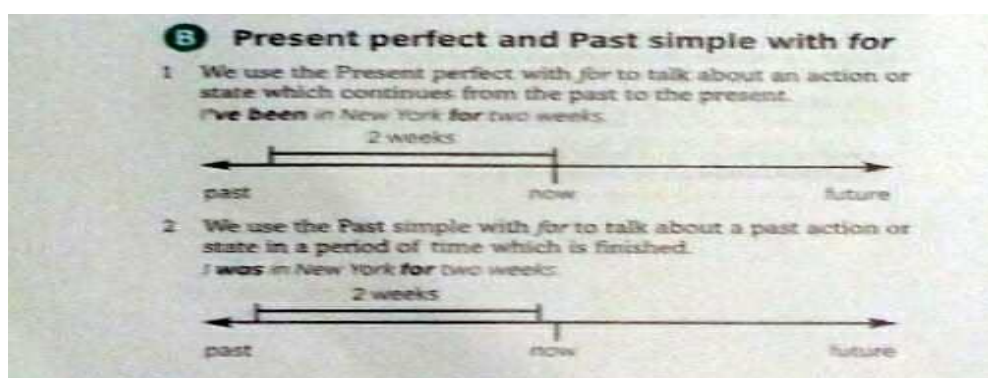 B Present perfect and Past simple with for
1 We use the Present perfect with for to talk about an action or
state which continues from the past to the present.
I've been in New York for two weeks.
2 weeks
past now future
2 We use the Past simple with for to talk about a past action or
state in a period of time which is finished.
I was in New York for two weeks.
2 weeks
past now future